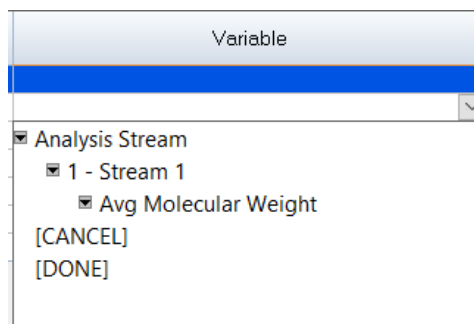 Variable
Analysis Stream
1 - Stream 1
Avg Molecular Weight
[CANCEL]
[DONE]